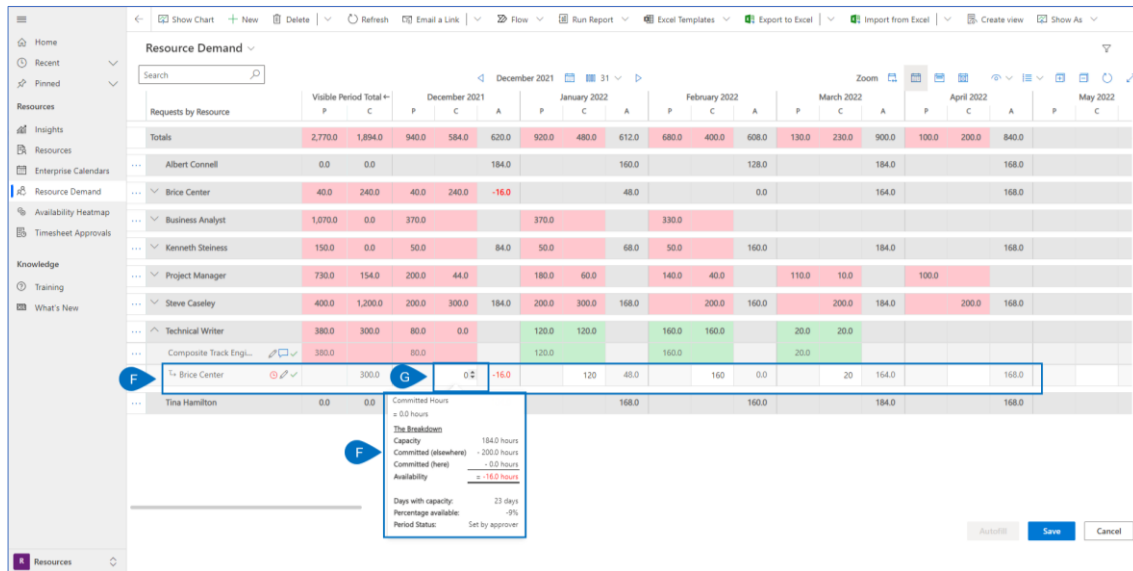 Show Chart New Delete Refresh Email a Link Flow Run Report Excel Templates Export to Excel Import from Excel Create view Show As
Home
Recent
Pinned
Resources
Insights
Resources
Enterprise Calendars
Resource Demand
Availability Heatmap
Timesheet Approvals
Knowledge
Training
What's New
R Resources
Resource Demand
Search
December 2021 31
Zoom
Visible Period Total December 2021 January 2022 February 2022 March 2022 April 2022 May 2022
Requests by Resource P C P C A P C A P C A P C A P C A P C
Totals 2,770.0 1,894.0 940.0 584.0 620.0 920.0 480.0 612.0 680.0 400.0 608.0 130.0 230.0 900.0 100.0 200.0 840.0
... Albert Connell 0.0 0.0 184.0 160.0 128.0 184.0 168.0
... Brice Center 40.0 240.0 40.0 240.0 -16.0 48.0 0.0 164.0 168.0
... Business Analyst 1,070.0 0.0 370.0 370.0 330.0
... Kenneth Steiness 150.0 0.0 50.0 84.0 50.0 68.0 50.0 160.0 184.0 168.0
... Project Manager 730.0 154.0 200.0 44.0 180.0 60.0 140.0 40.0 110.0 10.0 100.0
... Steve Caseley 400.0 1,200.0 200.0 300.0 184.0 200.0 300.0 168.0 200.0 160.0 200.0 184.0 200.0 168.0
... Technical Writer 380.0 300.0 80.0 0.0 120.0 120.0 160.0 160.0 20.0 20.0
... Composite Track Engi... 380.0 80.0 120.0 160.0 20.0
F Brice Center 300.0 G 0 -16.0 120 48.0 160 0.0 20 164.0 168.0
... Tina Hamilton 0.0 0.0 168.0 160.0 184.0 168.0
Committed Hours
= 0.0 hours
The Breakdown
Capacity 184.0 hours
F Committed (elsewhere) - 200.0 hours
Committed (here) - 0.0 hours
Availability = -16.0 hours
Days with capacity: 23 days
Percentage available: -9%
Period Status: Set by approver
Autofill Save Cancel